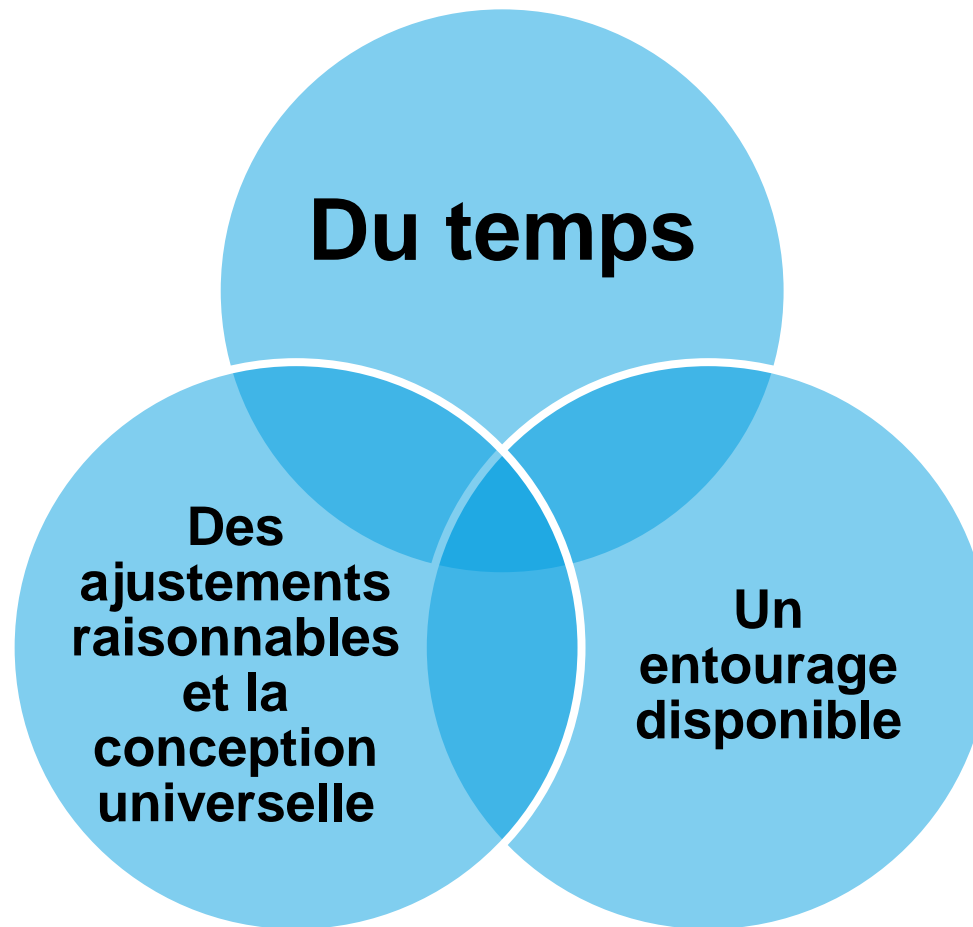 Du temps
Des
ajustements
raisonnables
et la
conception
universelle
Un
entourage
disponible